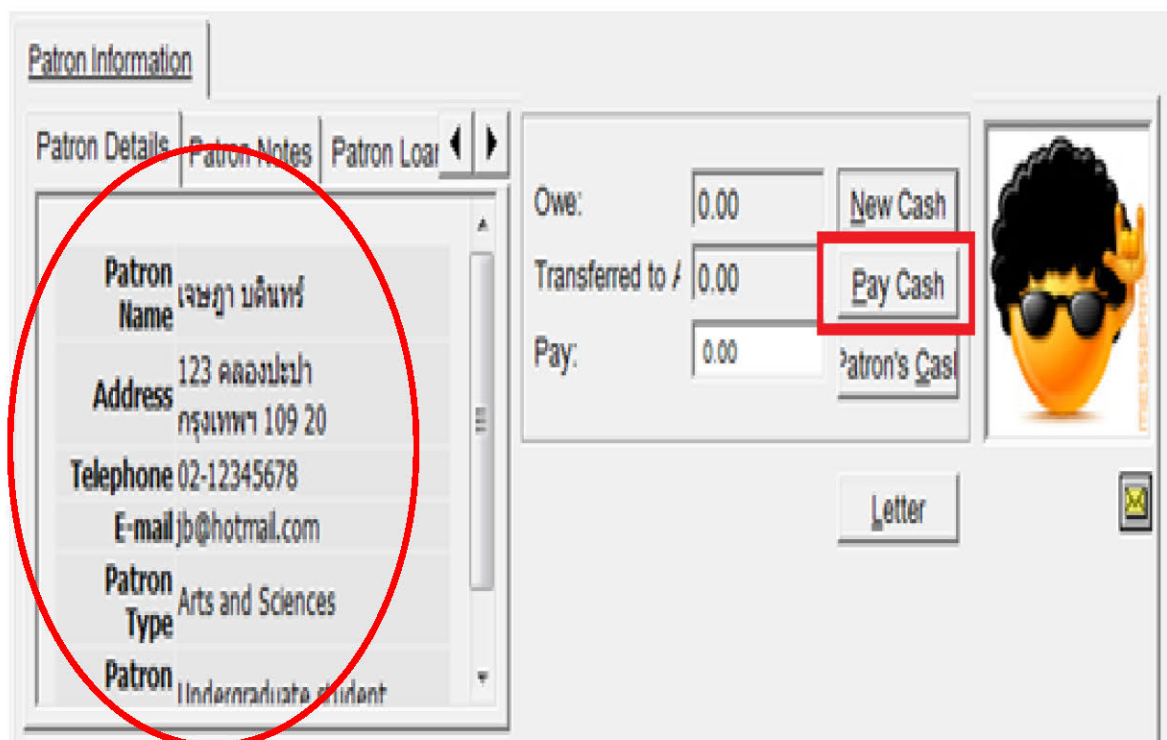 Patron Information
Patron Details Patron Notes Patron Loar
Patron Name เจษฎา บดินทร์
Address 123 คลองปะปา
กรุงเทพฯ 109 20
Telephone 02-12345678
E-mail jb@hotmail.com
Patron Type Arts and Sciences
Patron Undergraduate student
Owe: 0.00 New Cash
Transferred to A 0.00 Pay Cash
Pay: 0.00 Patron's Cash
Letter